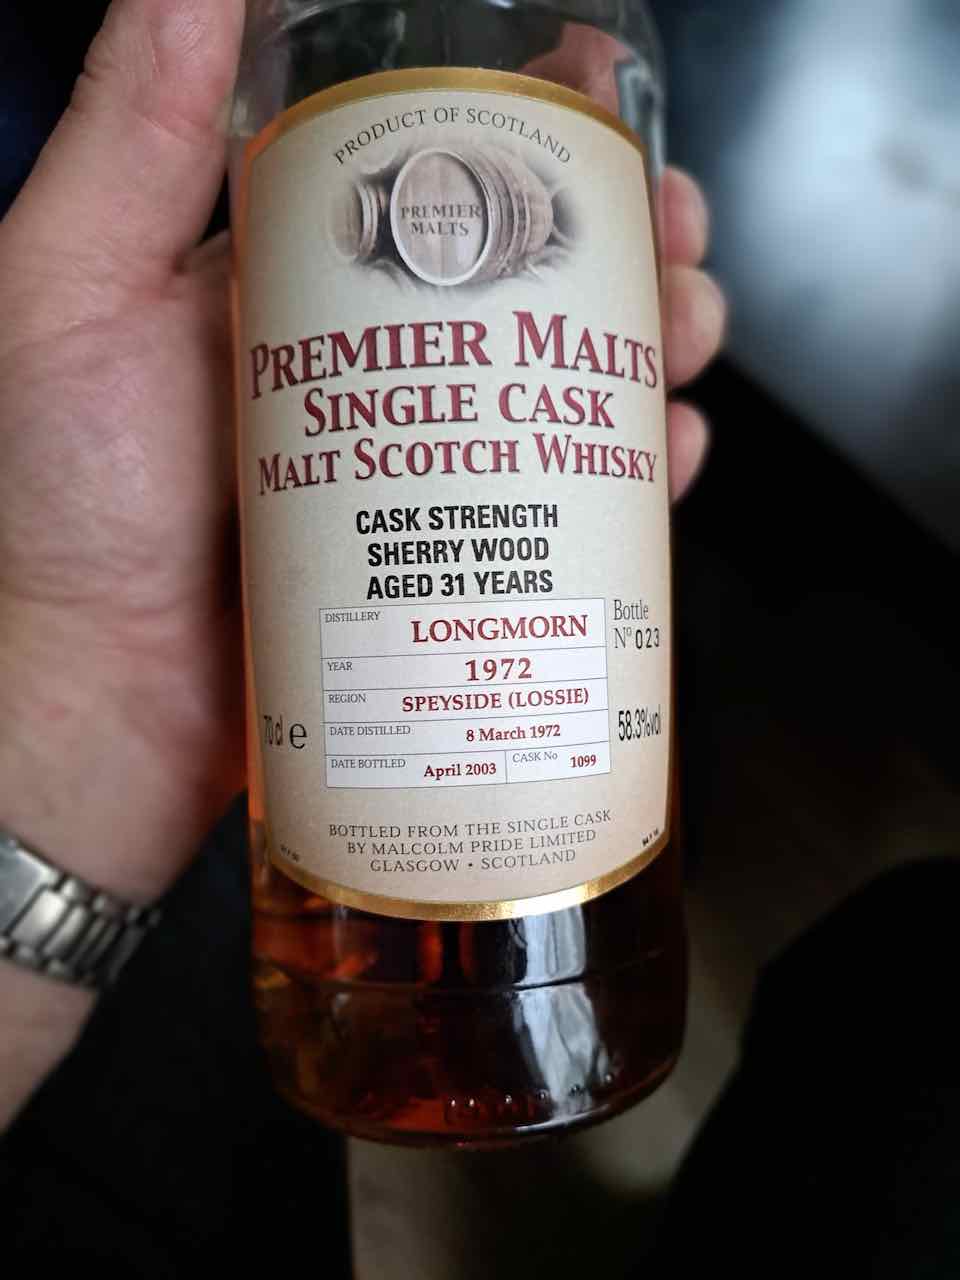 PRODUCT OF SCOTLAND
PREMIER
MALTS
PREMIER MALTS
SINGLE CASK
MALT SCOTCH WHISKY
CASK STRENGTH
SHERRY WOOD
AGED 31 YEARS
DISTILLERY LONGMORN
Bottle
Nº 023
YEAR 1972
REGION SPEYSIDE (LOSSIE)
70cl e
DATE DISTILLED 8 March 1972
58.3%vol
DATE BOTTLED April 2003 CASK No 1099
BOTTLED FROM THE SINGLE CASK
BY MALCOLM PRIDE LIMITED
GLASGOW • SCOTLAND